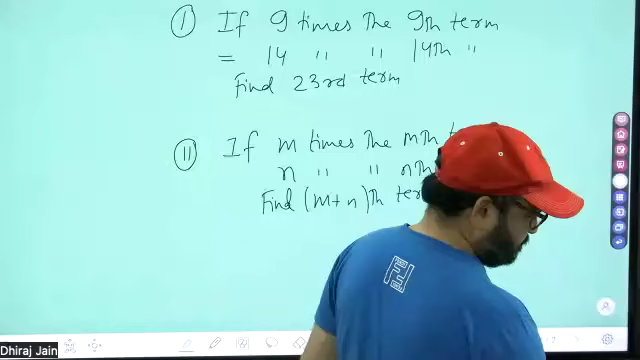 I If 9 times the 9th term
= 14 " " 14th "
Find 23rd term
II If m times the mth
n " " nth
Find (m+n)th
Dhiraj Jain